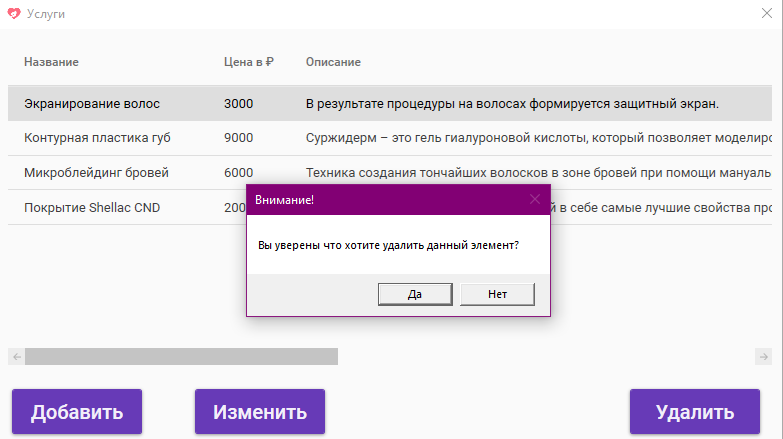 Услуги
Название Цена в ₽ Описание
Экранирование волос 3000 В результате процедуры на волосах формируется защитный экран.
Контурная пластика губ 9000 Суржидерм – это гель гиалуроновой кислоты, который позволяет моделиро
Микроблейдинг бровей 6000 Техника создания тончайших волосков в зоне бровей при помощи мануаль
Покрытие Shellac CND 200 й в себе самые лучшие свойства про
Внимание!
Вы уверены что хотите удалить данный элемент?
Да Нет
Добавить Изменить Удалить